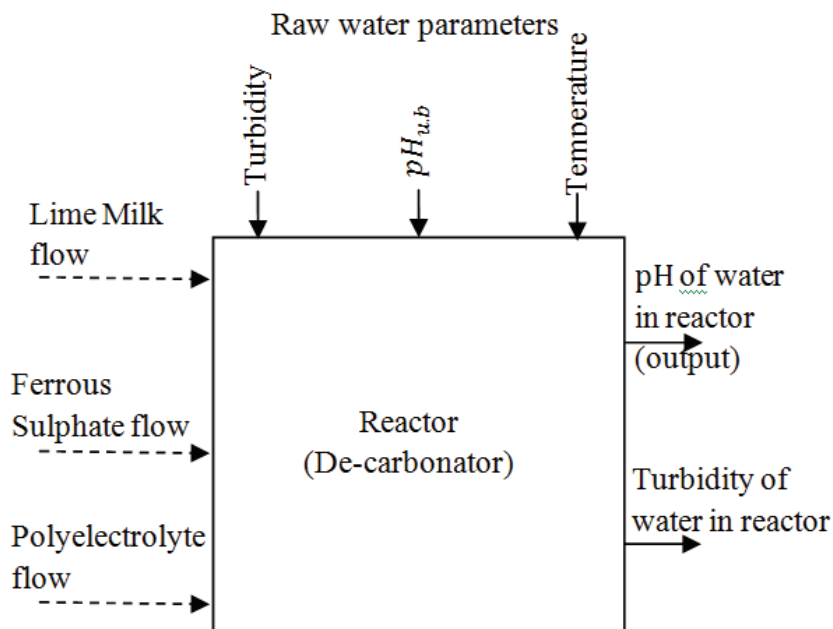 Raw water parameters
Turbidity
pH_{u.b}
Temperature
Lime Milk
flow
Ferrous
Sulphate flow
Polyelectrolyte
flow
Reactor
(De-carbonator)
pH of water
in reactor
(output)
Turbidity of
water in reactor